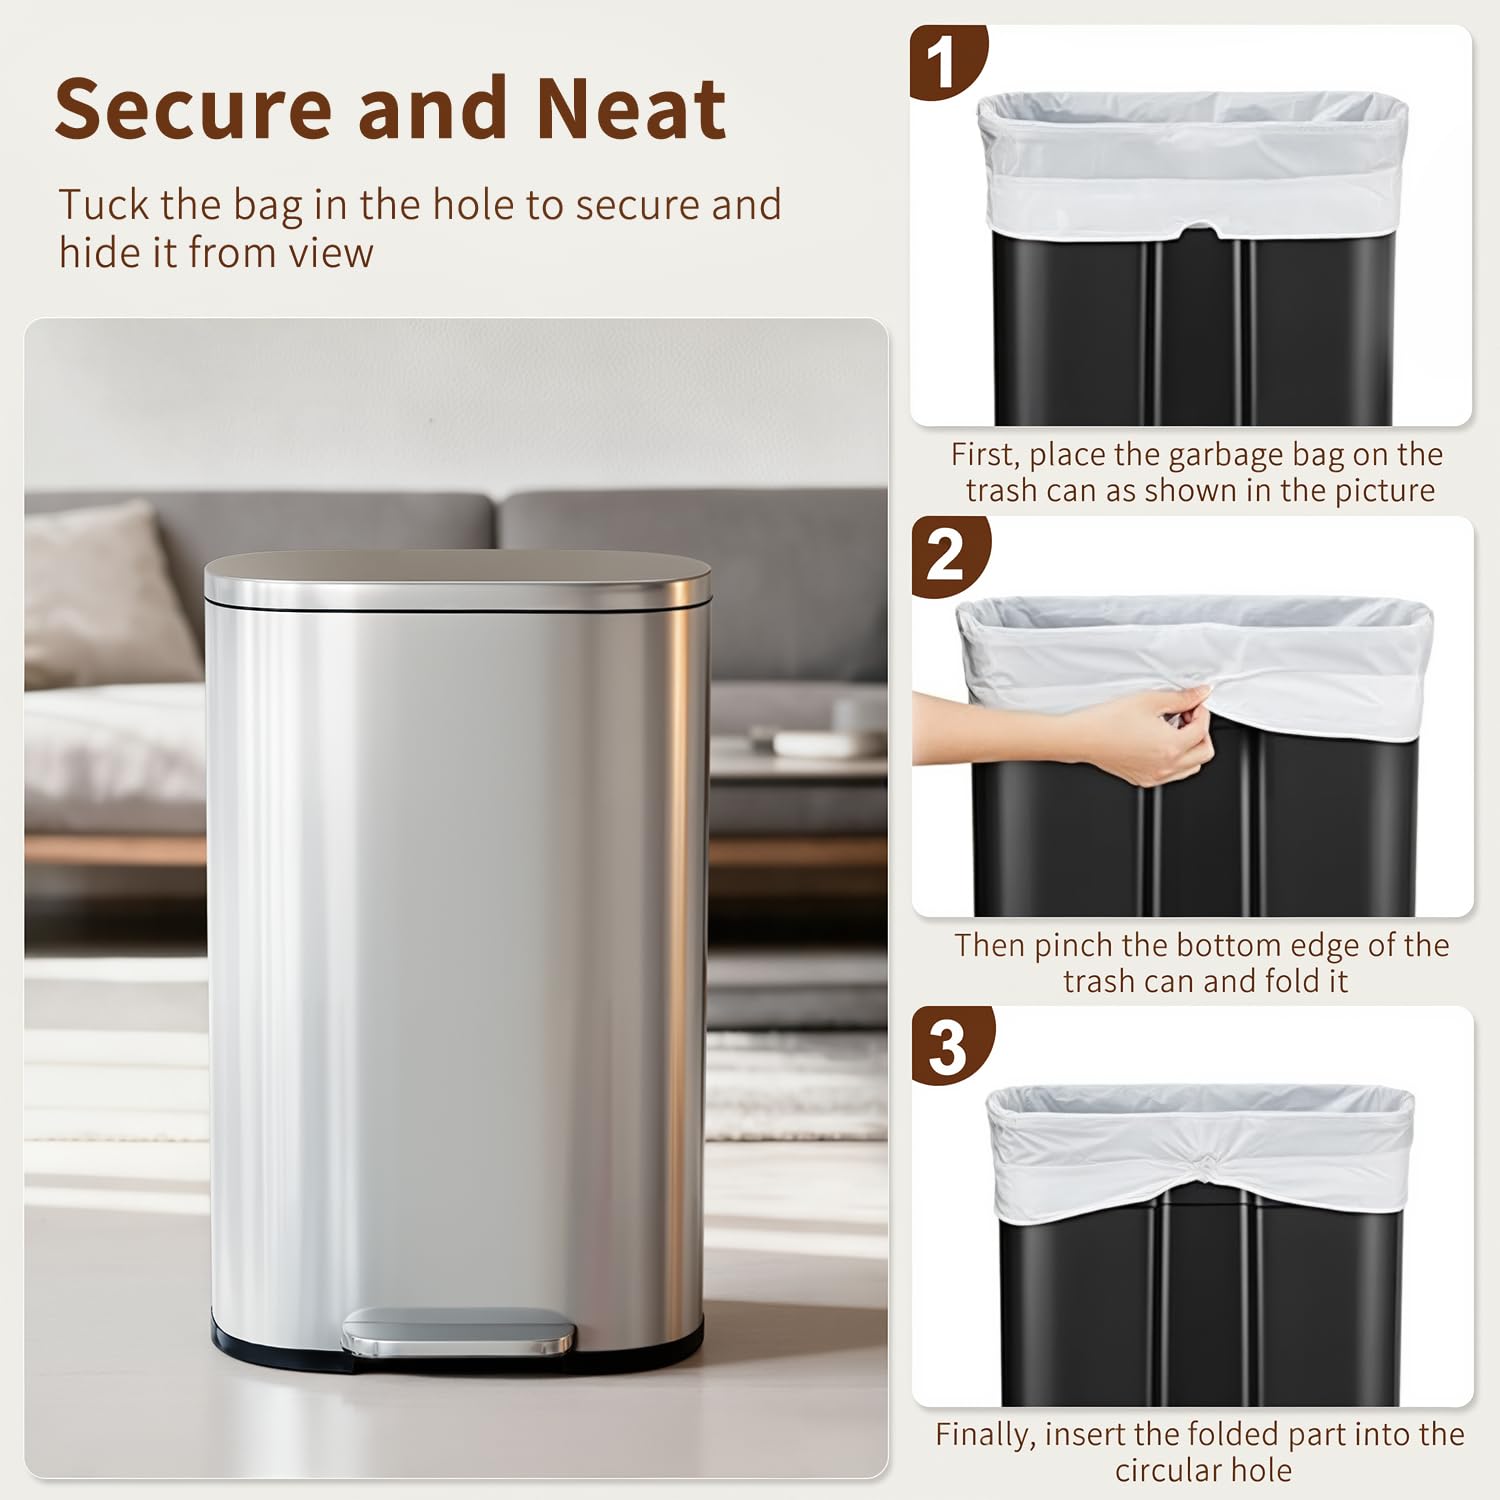 Secure and Neat
Tuck the bag in the hole to secure and
hide it from view
1
First, place the garbage bag on the
trash can as shown in the picture
2
Then pinch the bottom edge of the
trash can and fold it
3
Finally, insert the folded part into the
circular hole